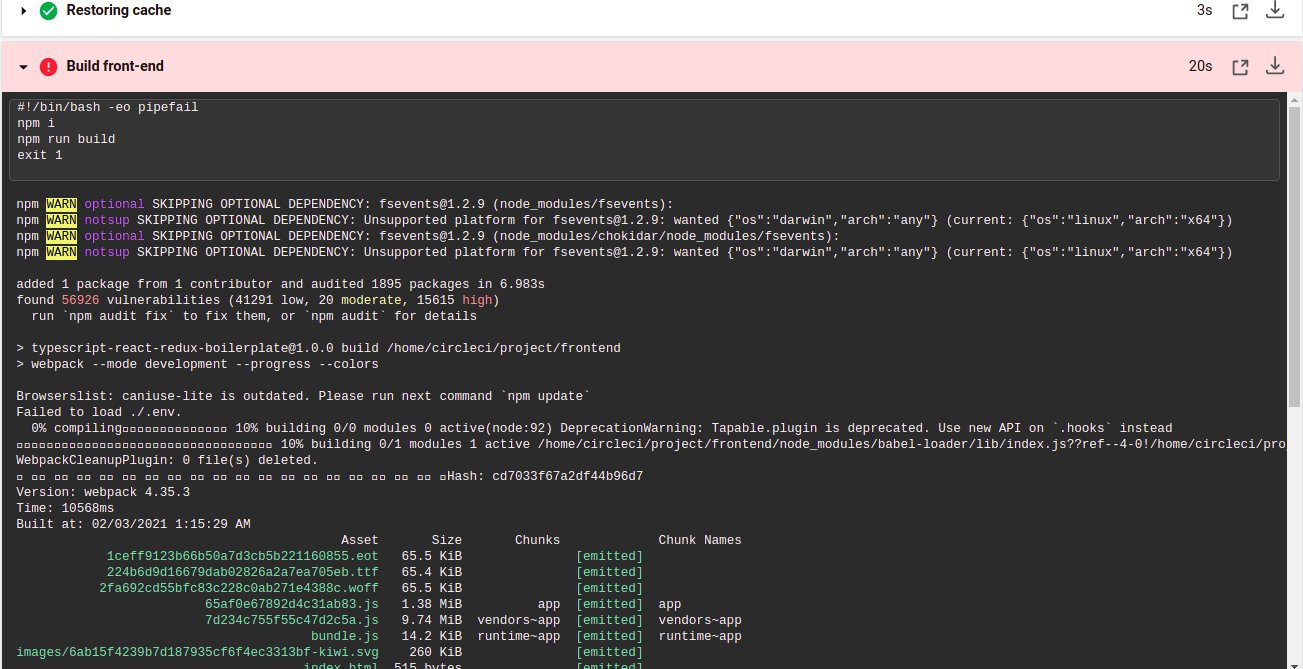 Restoring cache 3s
Build front-end 20s
#!/bin/bash -eo pipefail
npm i
npm run build
exit 1
npm WARN optional SKIPPING OPTIONAL DEPENDENCY: fsevents@1.2.9 (node_modules/fsevents):
npm WARN notsup SKIPPING OPTIONAL DEPENDENCY: Unsupported platform for fsevents@1.2.9: wanted {"os":"darwin","arch":"any"} (current: {"os":"linux","arch":"x64"})
npm WARN optional SKIPPING OPTIONAL DEPENDENCY: fsevents@1.2.9 (node_modules/chokidar/node_modules/fsevents):
npm WARN notsup SKIPPING OPTIONAL DEPENDENCY: Unsupported platform for fsevents@1.2.9: wanted {"os":"darwin","arch":"any"} (current: {"os":"linux","arch":"x64"})
added 1 package from 1 contributor and audited 1895 packages in 6.983s
found 56926 vulnerabilities (41291 low, 20 moderate, 15615 high)
run `npm audit fix` to fix them, or `npm audit` for details
> typescript-react-redux-boilerplate@1.0.0 build /home/circleci/project/frontend
> webpack --mode development --progress --colors
Browserslist: caniuse-lite is outdated. Please run next command `npm update`
Failed to load ./.env.
0% compiling 10% building 0/0 modules 0 active(node:92) DeprecationWarning: Tapable.plugin is deprecated. Use new API on `.hooks` instead
10% building 0/1 modules 1 active /home/circleci/project/frontend/node_modules/babel-loader/lib/index.js??ref--4-0!/home/circleci/pro
WebpackCleanupPlugin: 0 file(s) deleted.
Hash: cd7033f67a2df44b96d7
Version: webpack 4.35.3
Time: 10568ms
Built at: 02/03/2021 1:15:29 AM
Asset Size Chunks Chunk Names
1ceff9123b66b50a7d3cb5b221160855.eot 65.5 KiB [emitted]
224b6d9d16679dab02826a2a7ea705eb.ttf 65.4 KiB [emitted]
2fa692cd55bfc83c228c0ab271e4388c.woff 65.5 KiB [emitted]
65af0e67892d4c31ab83.js 1.38 MiB app [emitted] app
7d234c755f55c47d2c5a.js 9.74 MiB vendors~app [emitted] vendors~app
bundle.js 14.2 KiB runtime~app [emitted] runtime~app
images/6ab15f4239b7d187935cf6f4ec3313bf-kiwi.svg 260 KiB [emitted]
index.html 515 bytes [emitted]